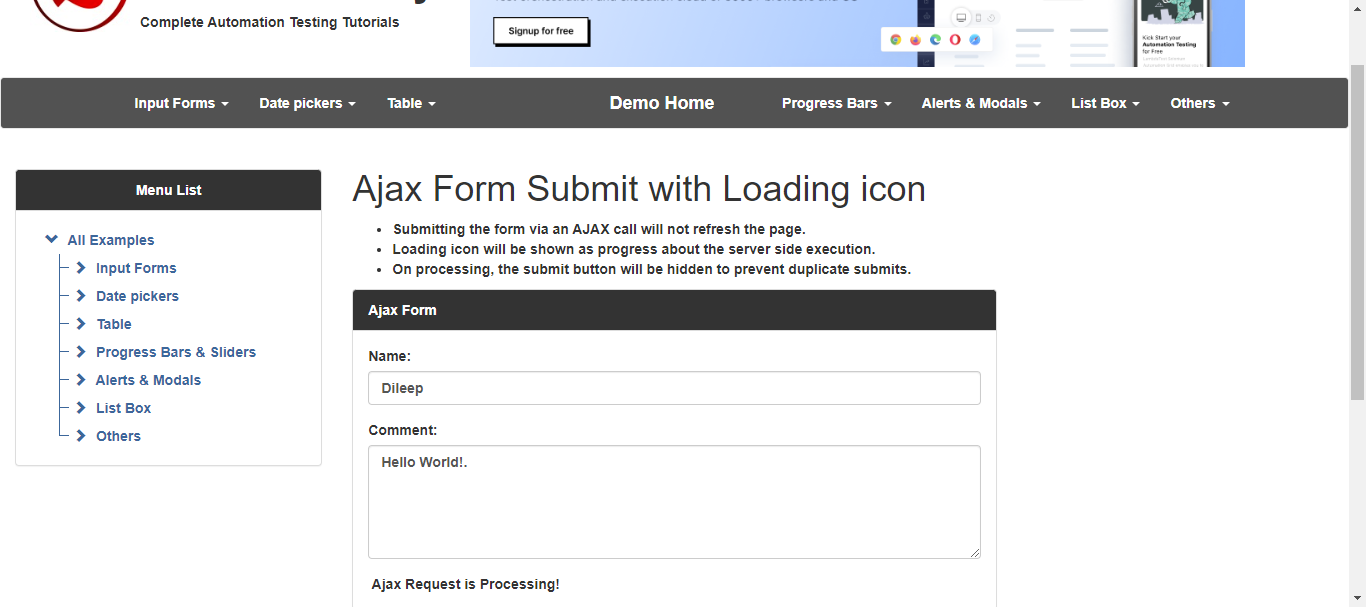 Complete Automation Testing Tutorials
Signup for free
Kick Start your
Automation Testing
for Free
Input Forms
Date pickers
Table
Demo Home
Progress Bars
Alerts & Modals
List Box
Others
Menu List
All Examples
Input Forms
Date pickers
Table
Progress Bars & Sliders
Alerts & Modals
List Box
Others
Ajax Form Submit with Loading icon
Submitting the form via an AJAX call will not refresh the page.
Loading icon will be shown as progress about the server side execution.
On processing, the submit button will be hidden to prevent duplicate submits.
Ajax Form
Name:
Dileep
Comment:
Hello World!.
Ajax Request is Processing!